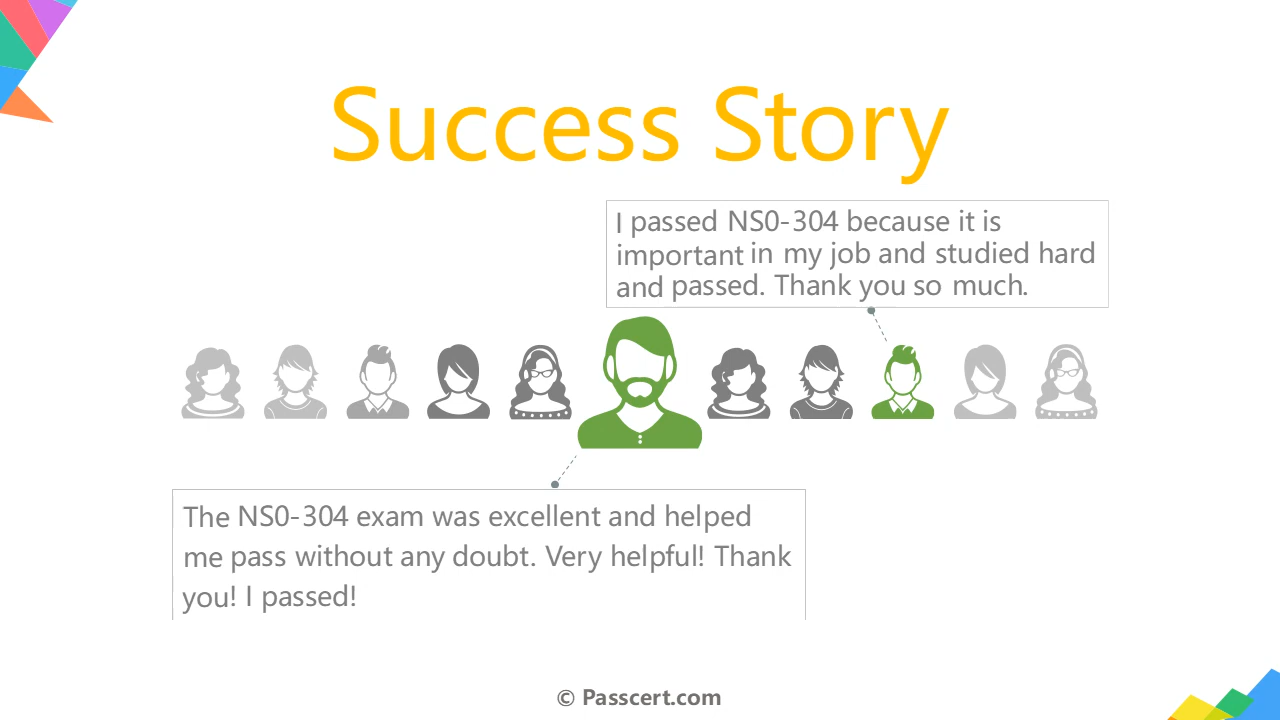 Success Story
I passed NS0-304 because it is
important in my job and studied hard
and passed. Thank you so much.
The NS0-304 exam was excellent and helped
me pass without any doubt. Very helpful! Thank
you! I passed!
© Passcert.com